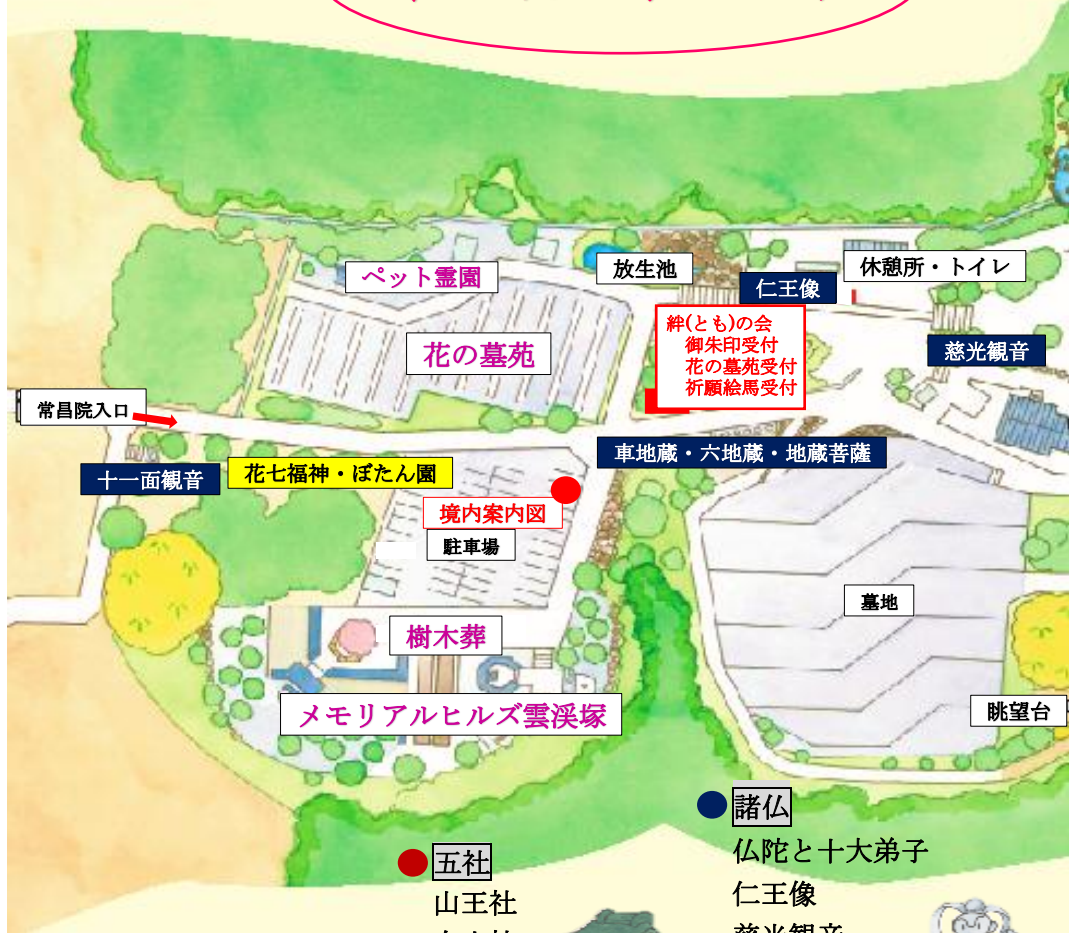 放生池
休憩所・トイレ
ペット霊園
仁王像
絆(とも)の会
御朱印受付
花の墓苑受付
祈願絵馬受付
花の墓苑
慈光観音
常昌院入口
車地蔵・六地蔵・地蔵菩薩
十一面観音
花七福神・ぼたん園
境内案内図
駐車場
墓地
樹木葬
メモリアルヒルズ雲渓塚
眺望台
諸仏
仏陀と十大弟子
仁王像
慈光観音
五社
山王社